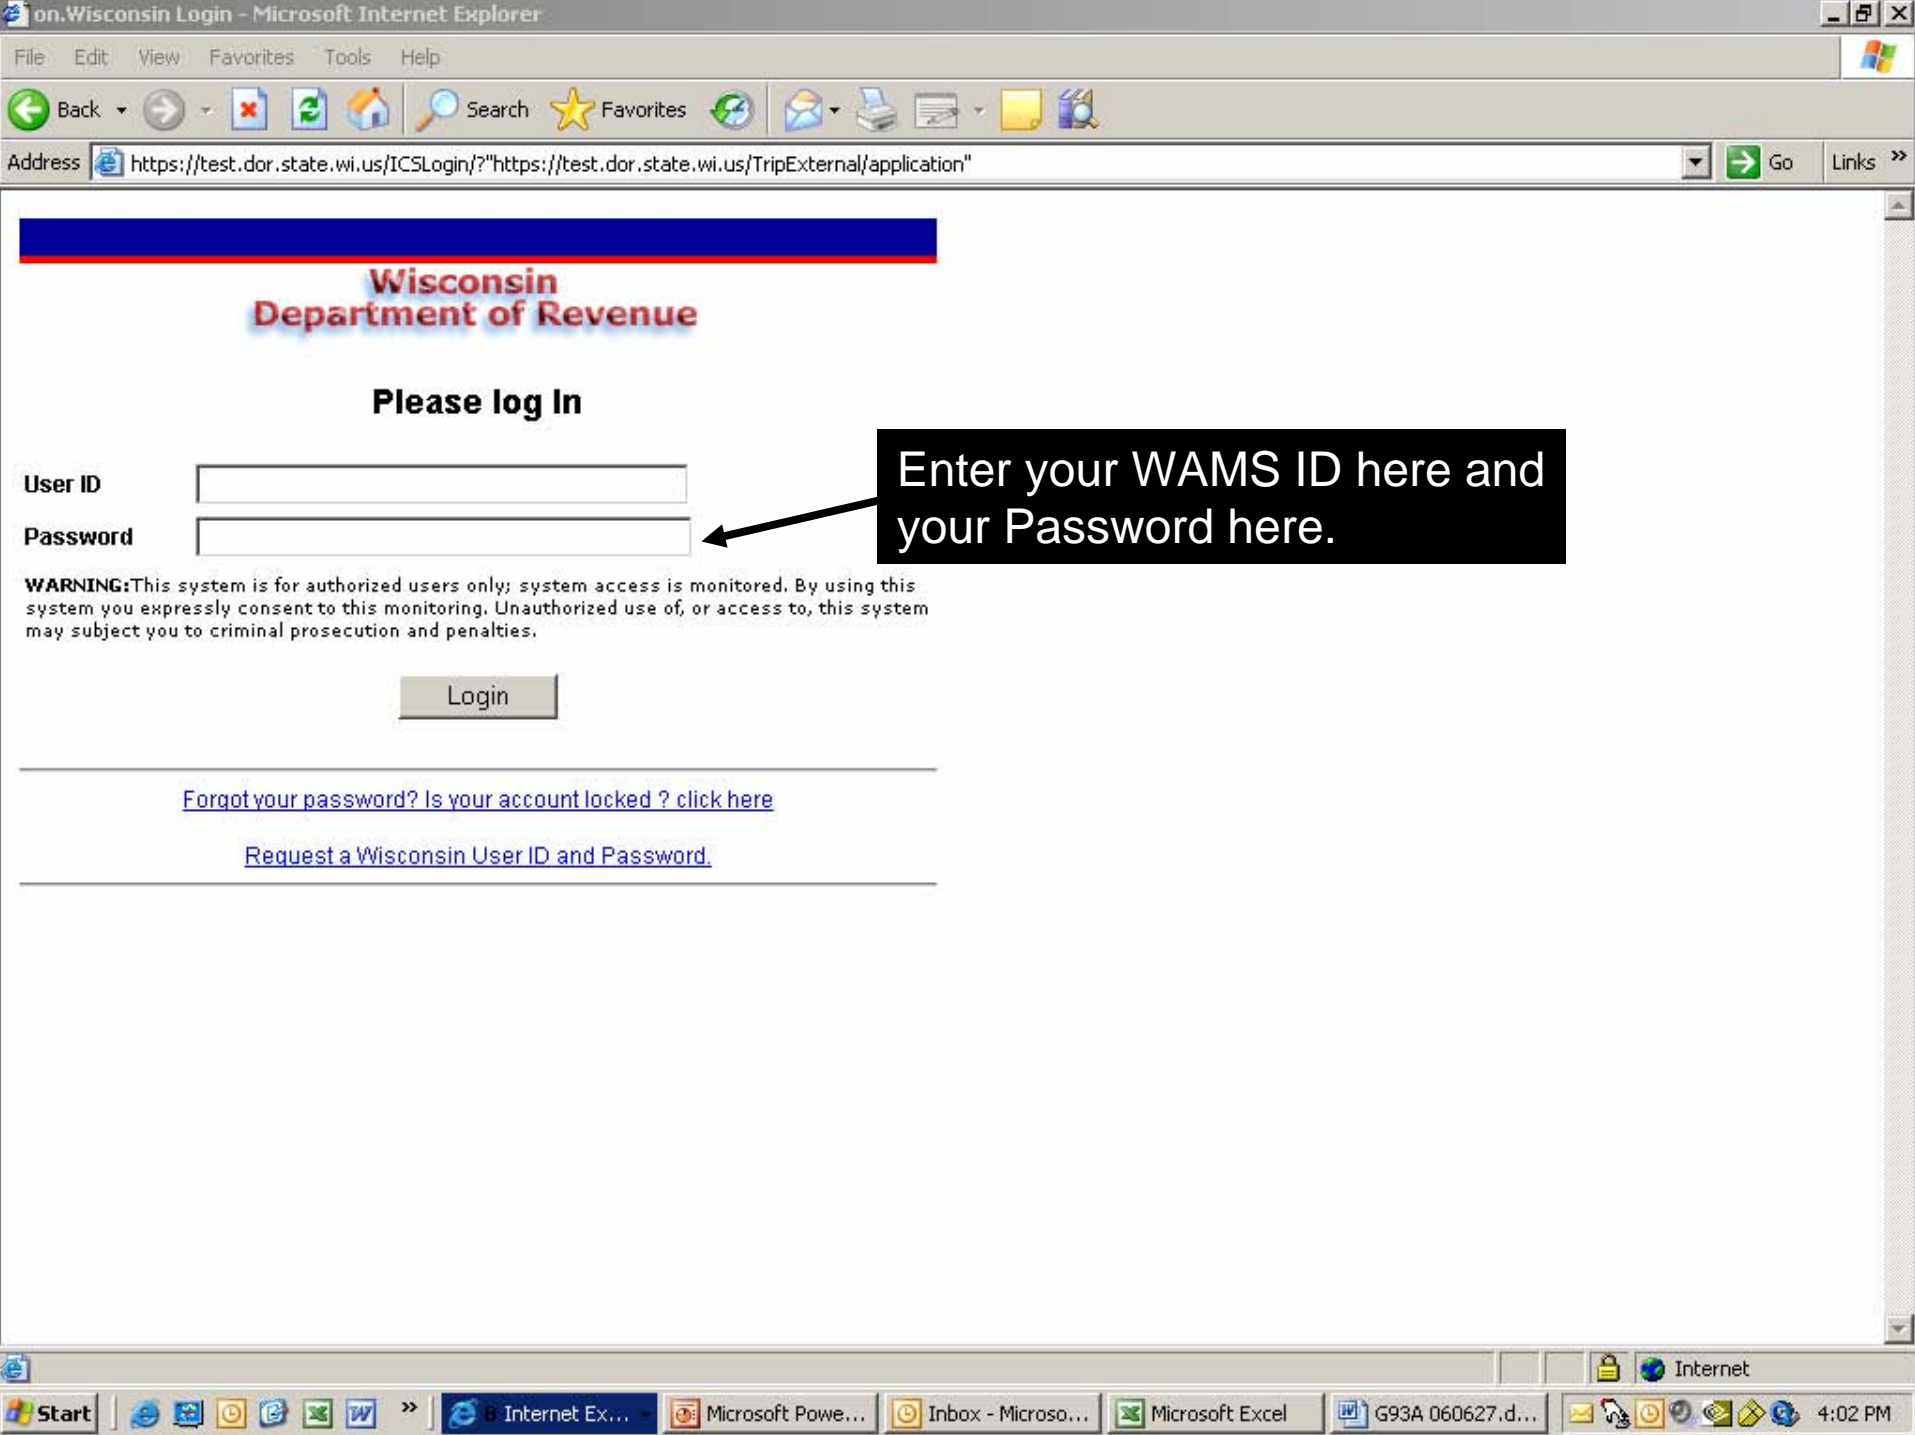 on.Wisconsin Login - Microsoft Internet Explorer
File Edit View Favorites Tools Help
Back Search Favorites
Address https://test.dor.state.wi.us/ICSLogin/?"https://test.dor.state.wi.us/TripExternal/application" Go Links »
Wisconsin
Department of Revenue
Please log In
Enter your WAMS ID here and
your Password here.
User ID
Password
WARNING:This system is for authorized users only; system access is monitored. By using this
system you expressly consent to this monitoring. Unauthorized use of, or access to, this system
may subject you to criminal prosecution and penalties.
Login
Forgot your password? Is your account locked ? click here
Request a Wisconsin User ID and Password.
Internet
Start » 8 Internet Ex... Microsoft Powe... Inbox - Microso... Microsoft Excel G93A 060627.d... 4:02 PM